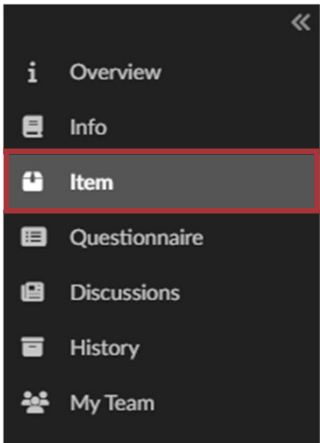 Overview
Info
Item
Questionnaire
Discussions
History
My Team